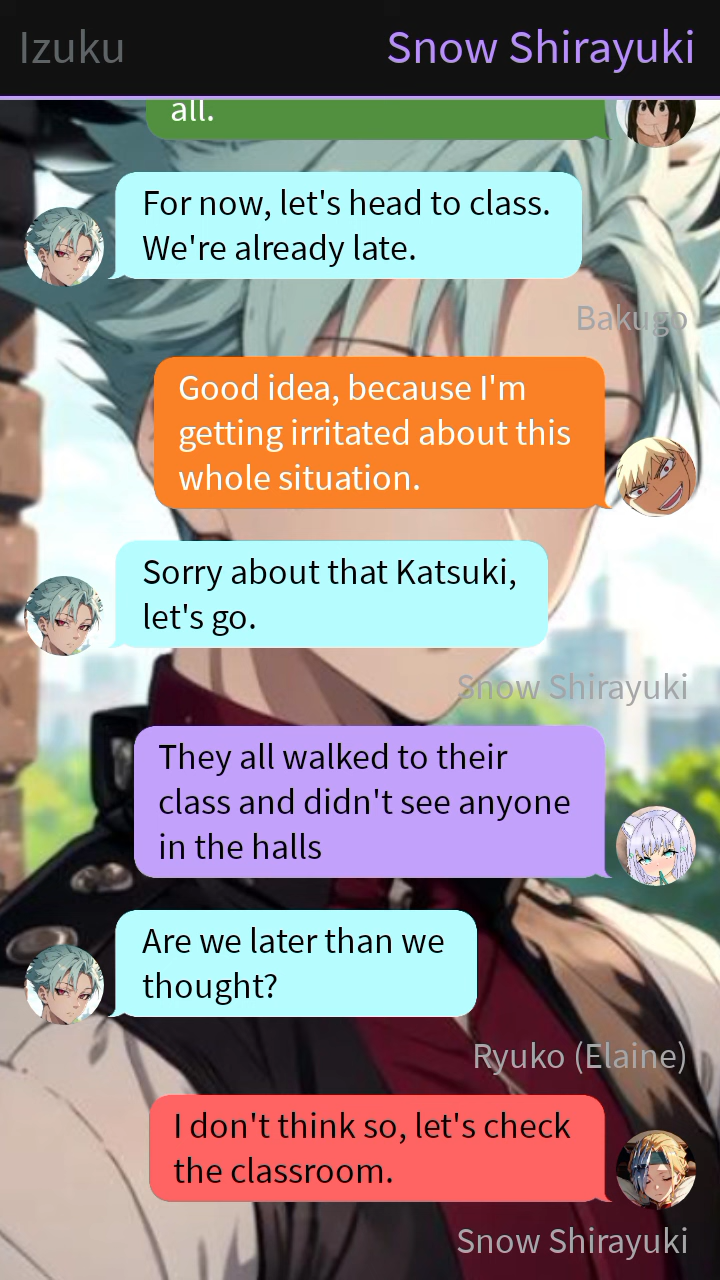 Izuku
Snow Shirayuki
all.
For now, let's head to class.
We're already late.
Bakugo
Good idea, because I'm
getting irritated about this
whole situation.
Sorry about that Katsuki,
let's go.
Snow Shirayuki
They all walked to their
class and didn't see anyone
in the halls
Are we later than we
thought?
Ryuko (Elaine)
I don't think so, let's check
the classroom.
Snow Shirayuki